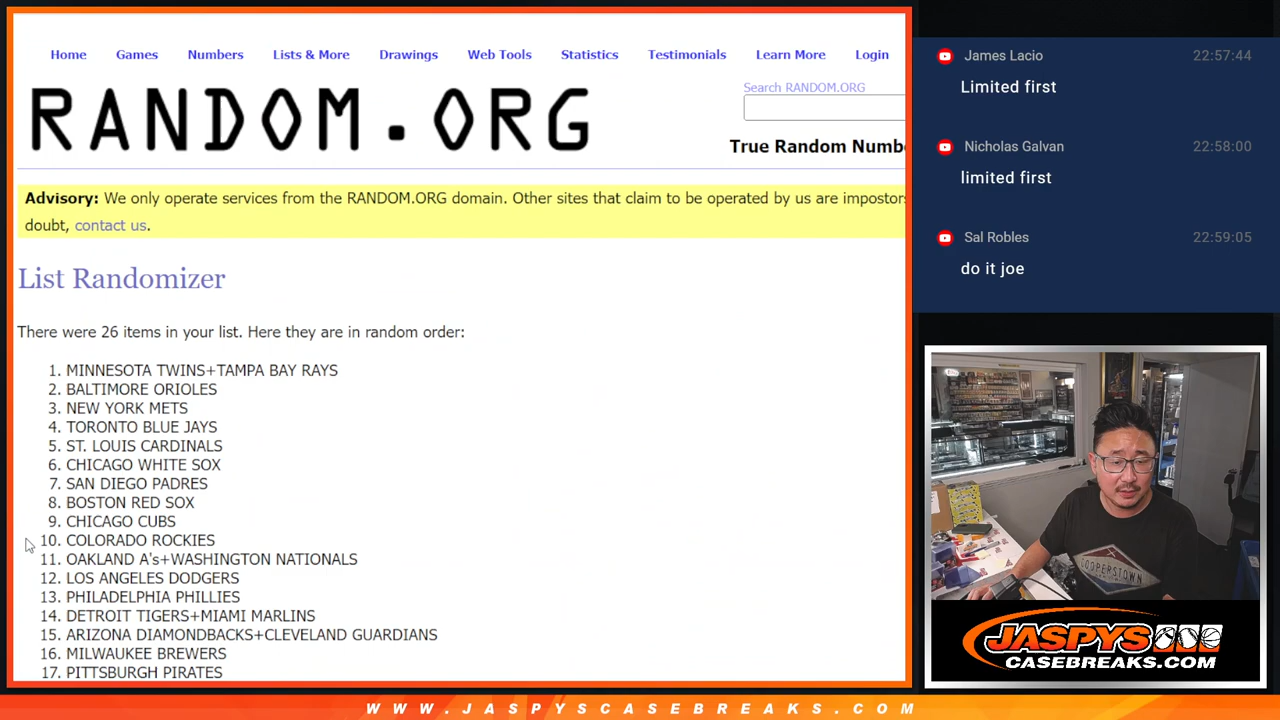 Home Games Numbers Lists & More Drawings Web Tools Statistics Testimonials Learn More Login
RANDOM.ORG
Search RANDOM.ORG
True Random Numb
Advisory: We only operate services from the RANDOM.ORG domain. Other sites that claim to be operated by us are impostors
doubt, contact us.
List Randomizer
There were 26 items in your list. Here they are in random order:
1. MINNESOTA TWINS+TAMPA BAY RAYS
2. BALTIMORE ORIOLES
3. NEW YORK METS
4. TORONTO BLUE JAYS
5. ST. LOUIS CARDINALS
6. CHICAGO WHITE SOX
7. SAN DIEGO PADRES
8. BOSTON RED SOX
9. CHICAGO CUBS
10. COLORADO ROCKIES
11. OAKLAND A's+WASHINGTON NATIONALS
12. LOS ANGELES DODGERS
13. PHILADELPHIA PHILLIES
14. DETROIT TIGERS+MIAMI MARLINS
15. ARIZONA DIAMONDBACKS+CLEVELAND GUARDIANS
16. MILWAUKEE BREWERS
17. PITTSBURGH PIRATES
James Lacio 22:57:44
Limited first
Nicholas Galvan 22:58:00
limited first
Sal Robles 22:59:05
do it joe
COOPERSTOWN
JASPYS
CASEBREAKS.COM
WWW.JASPYSCASEBREAKS.COM